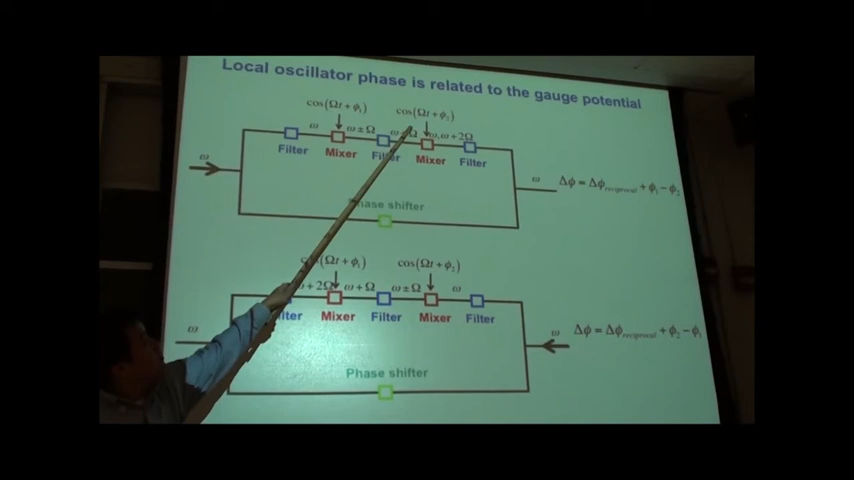 Local oscillator phase is related to the gauge potential
cos(Ωt + ϕ₁) cos(Ωt + ϕ₂)
ω ω ± Ω ω, ω + 2Ω
Filter Mixer Mixer Filter
ω ω Δϕ = Δϕreciprocal + ϕ₁ − ϕ₂
Phase shifter
(Ωt + ϕ₁) cos(Ωt + ϕ₂)
+ 2Ω ω + Ω ω ± Ω ω
Mixer Filter Mixer Filter
ω ω Δϕ = Δϕreciprocal + ϕ₂ − ϕ₁
Phase shifter